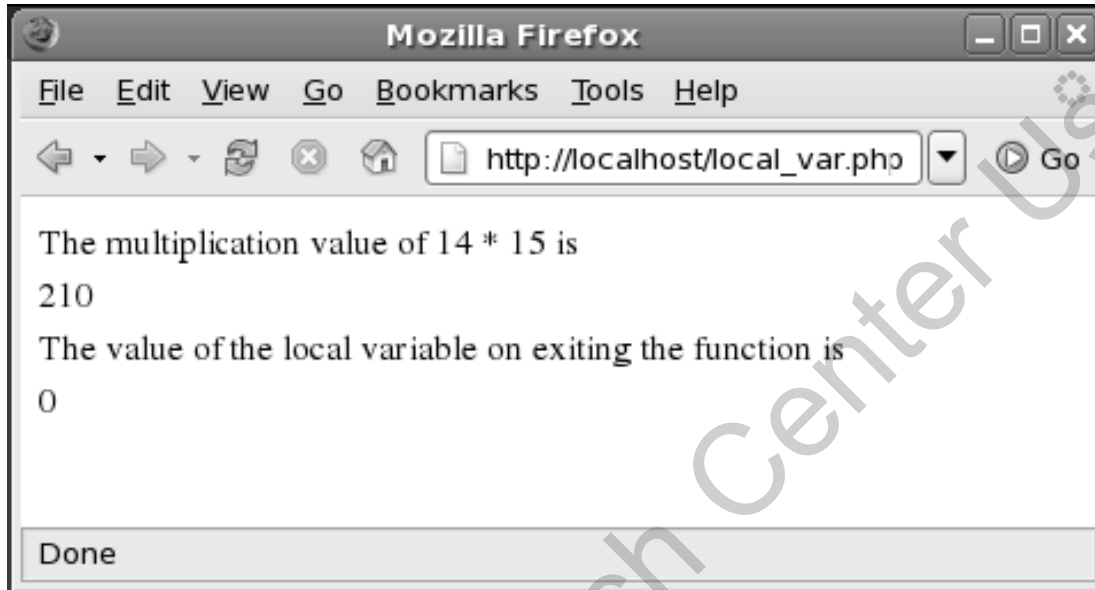 Mozilla Firefox
File Edit View Go Bookmarks Tools Help
http://localhost/local_var.php Go
The multiplication value of 14 * 15 is
210
The value of the local variable on exiting the function is
0
Done
Center